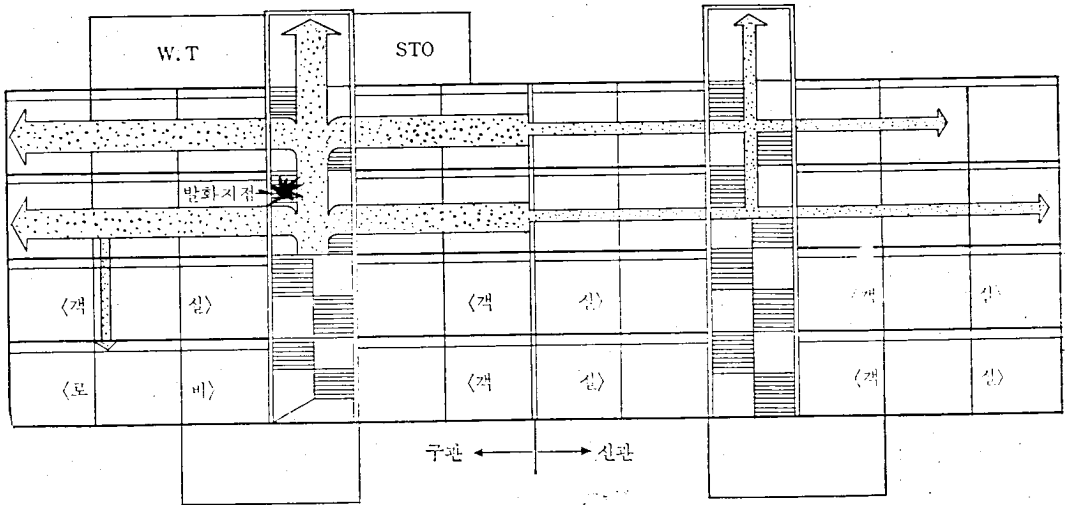 W.T
STO
발화지점
〈객 실〉
〈객 실〉
〈객 실〉
〈로 비〉
〈객 실〉
〈객 실〉
구관
신관